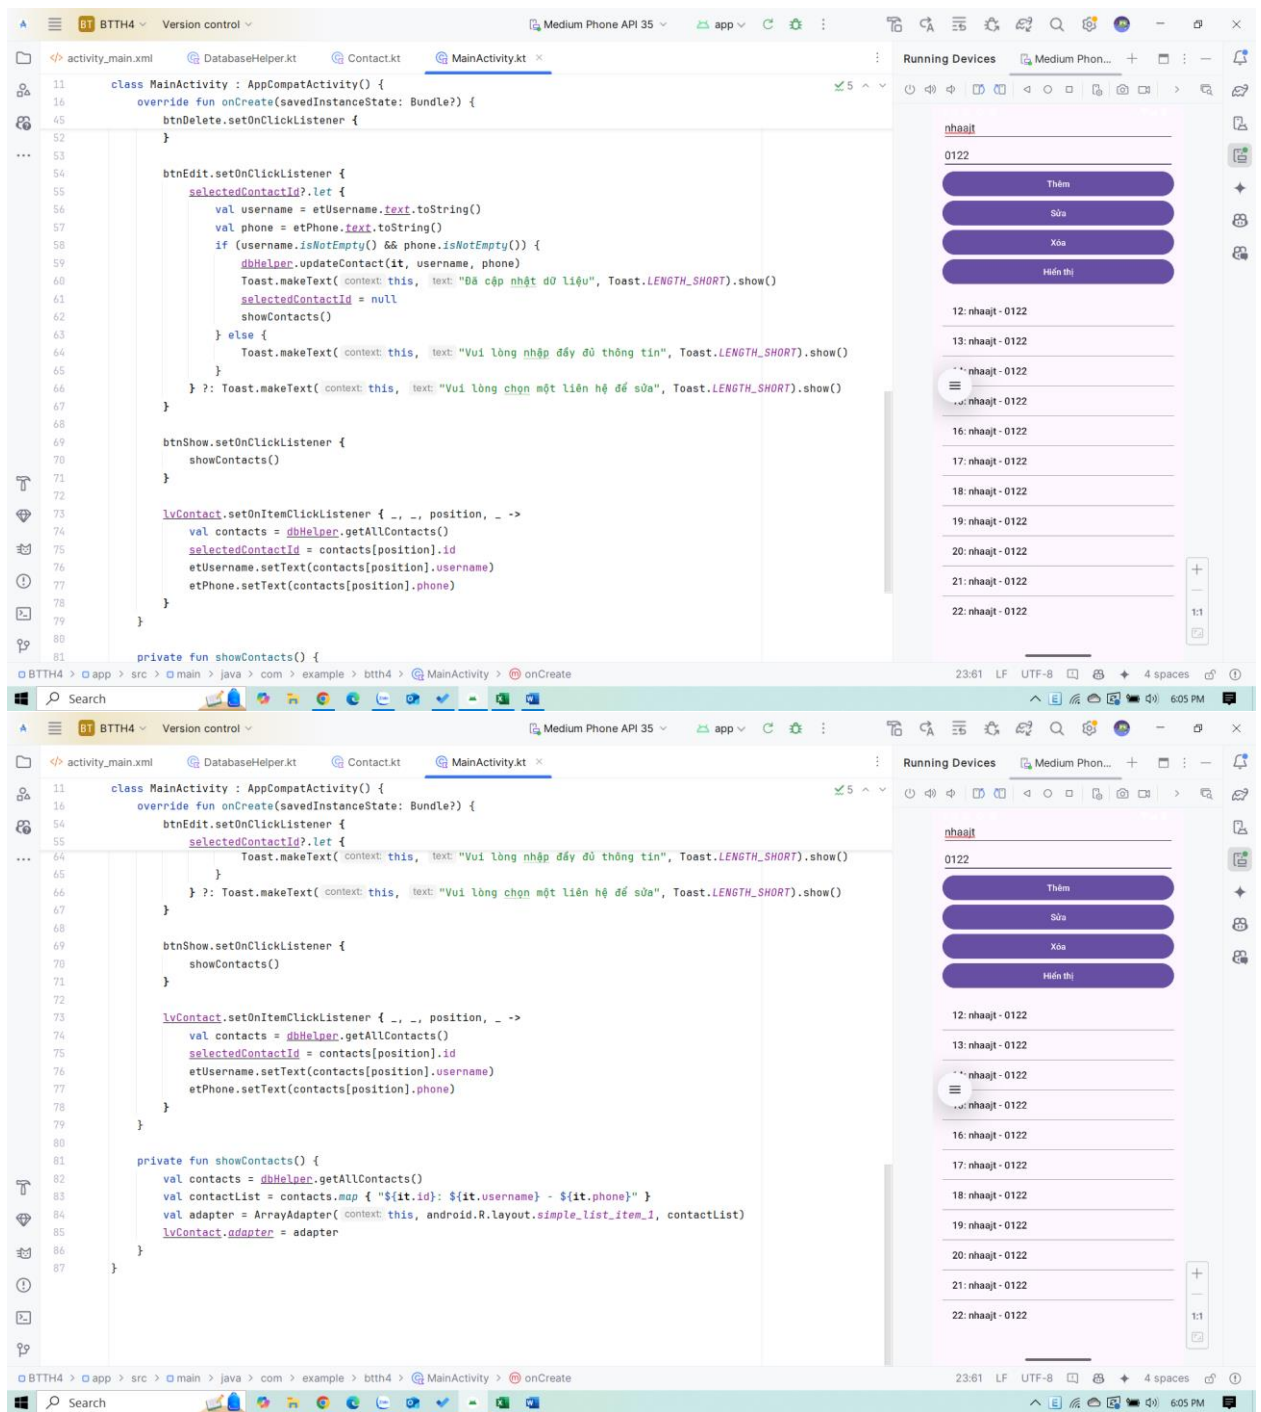 BT BTTH4 Version control Medium Phone API 35 app
activity_main.xml DatabaseHelper.kt Contact.kt MainActivity.kt Running Devices Medium Phon...
11 class MainActivity : AppCompatActivity() { 5
16 override fun onCreate(savedInstanceState: Bundle?) {
45 btnDelete.setOnClickListener {
52 }
53
54 btnEdit.setOnClickListener {
55 selectedContactId?.let {
56 val username = etUsername.text.toString()
57 val phone = etPhone.text.toString()
58 if (username.isNotEmpty() && phone.isNotEmpty()) {
59 dbHelper.updateContact(it, username, phone)
60 Toast.makeText( context: this, text: "Đã cập nhật dữ liệu", Toast.LENGTH_SHORT).show()
61 selectedContactId = null
62 showContacts()
63 } else {
64 Toast.makeText( context: this, text: "Vui lòng nhập đầy đủ thông tin", Toast.LENGTH_SHORT).show()
65 }
66 } ?: Toast.makeText( context: this, text: "Vui lòng chọn một liên hệ để sửa", Toast.LENGTH_SHORT).show()
67 }
68
69 btnShow.setOnClickListener {
70 showContacts()
71 }
72
73 lvContact.setOnItemClickListener { _, _, position, _ ->
74 val contacts = dbHelper.getAllContacts()
75 selectedContactId = contacts[position].id
76 etUsername.setText(contacts[position].username)
77 etPhone.setText(contacts[position].phone)
78 }
79 }
80
81 private fun showContacts() {
nhaajt
0122
Thêm
Sửa
Xóa
Hiển thị
12: nhaajt - 0122
13: nhaajt - 0122
nhaajt - 0122
nhaajt - 0122
16: nhaajt - 0122
17: nhaajt - 0122
18: nhaajt - 0122
19: nhaajt - 0122
20: nhaajt - 0122
21: nhaajt - 0122
22: nhaajt - 0122
1:1
BTTH4 > app > src > main > java > com > example > btth4 > MainActivity > onCreate 23:61 LF UTF-8 4 spaces
Search 6:05 PM
BT BTTH4 Version control Medium Phone API 35 app
activity_main.xml DatabaseHelper.kt Contact.kt MainActivity.kt Running Devices Medium Phon...
11 class MainActivity : AppCompatActivity() { 5
16 override fun onCreate(savedInstanceState: Bundle?) {
54 btnEdit.setOnClickListener {
55 selectedContactId?.let {
64 Toast.makeText( context: this, text: "Vui lòng nhập đầy đủ thông tin", Toast.LENGTH_SHORT).show()
65 }
66 } ?: Toast.makeText( context: this, text: "Vui lòng chọn một liên hệ để sửa", Toast.LENGTH_SHORT).show()
67 }
68
69 btnShow.setOnClickListener {
70 showContacts()
71 }
72
73 lvContact.setOnItemClickListener { _, _, position, _ ->
74 val contacts = dbHelper.getAllContacts()
75 selectedContactId = contacts[position].id
76 etUsername.setText(contacts[position].username)
77 etPhone.setText(contacts[position].phone)
78 }
79 }
80
81 private fun showContacts() {
82 val contacts = dbHelper.getAllContacts()
83 val contactList = contacts.map { "${it.id}: ${it.username} - ${it.phone}" }
84 val adapter = ArrayAdapter( context: this, android.R.layout.simple_list_item_1, contactList)
85 lvContact.adapter = adapter
86 }
87 }
nhaajt
0122
Thêm
Sửa
Xóa
Hiển thị
12: nhaajt - 0122
13: nhaajt - 0122
nhaajt - 0122
nhaajt - 0122
16: nhaajt - 0122
17: nhaajt - 0122
18: nhaajt - 0122
19: nhaajt - 0122
20: nhaajt - 0122
21: nhaajt - 0122
22: nhaajt - 0122
1:1
BTTH4 > app > src > main > java > com > example > btth4 > MainActivity > onCreate 23:61 LF UTF-8 4 spaces
Search 6:05 PM